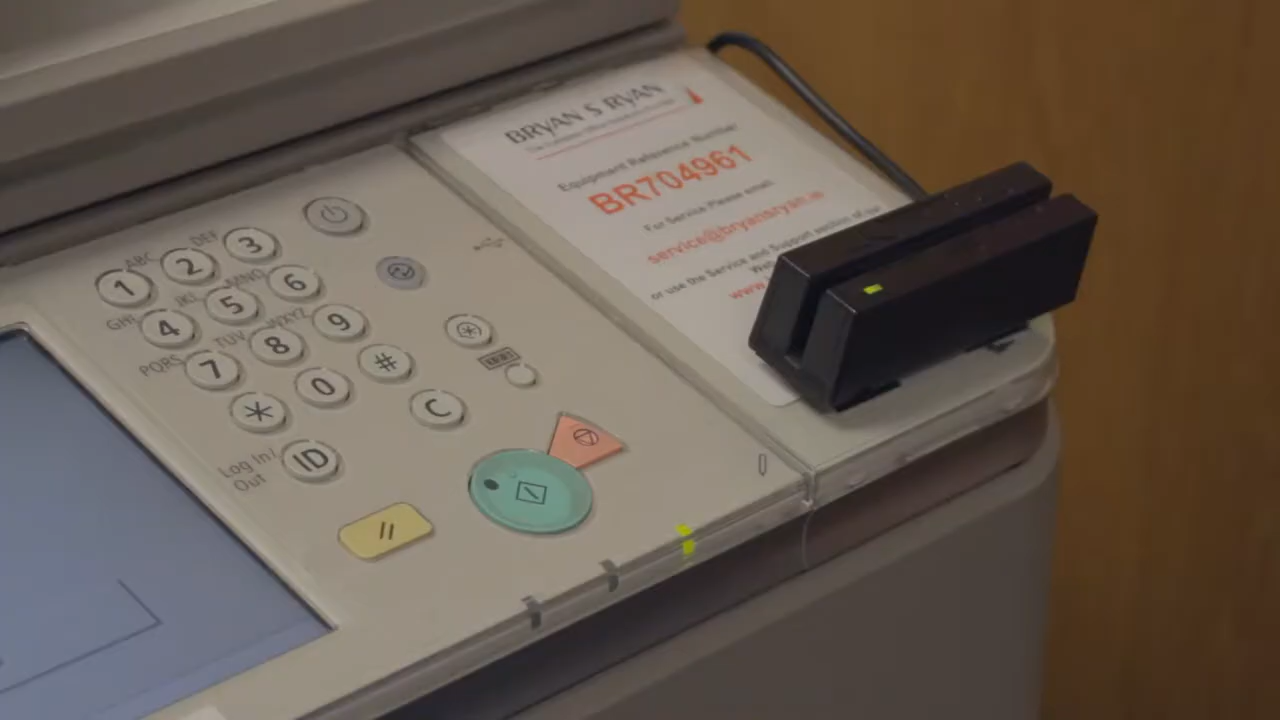 BRYAN S RYAN
Equipment Reference Number
BR704961
For Service Please email:
service@bryansryan.ie
or use the Service and Support section of our
Web
www.
1
ABC
2
DEF
3
GHI
4
JKL
5
MNO
6
PQRS
7
TUV
8
WXYZ
9
*
0
#
C
Log In/
Out
ID